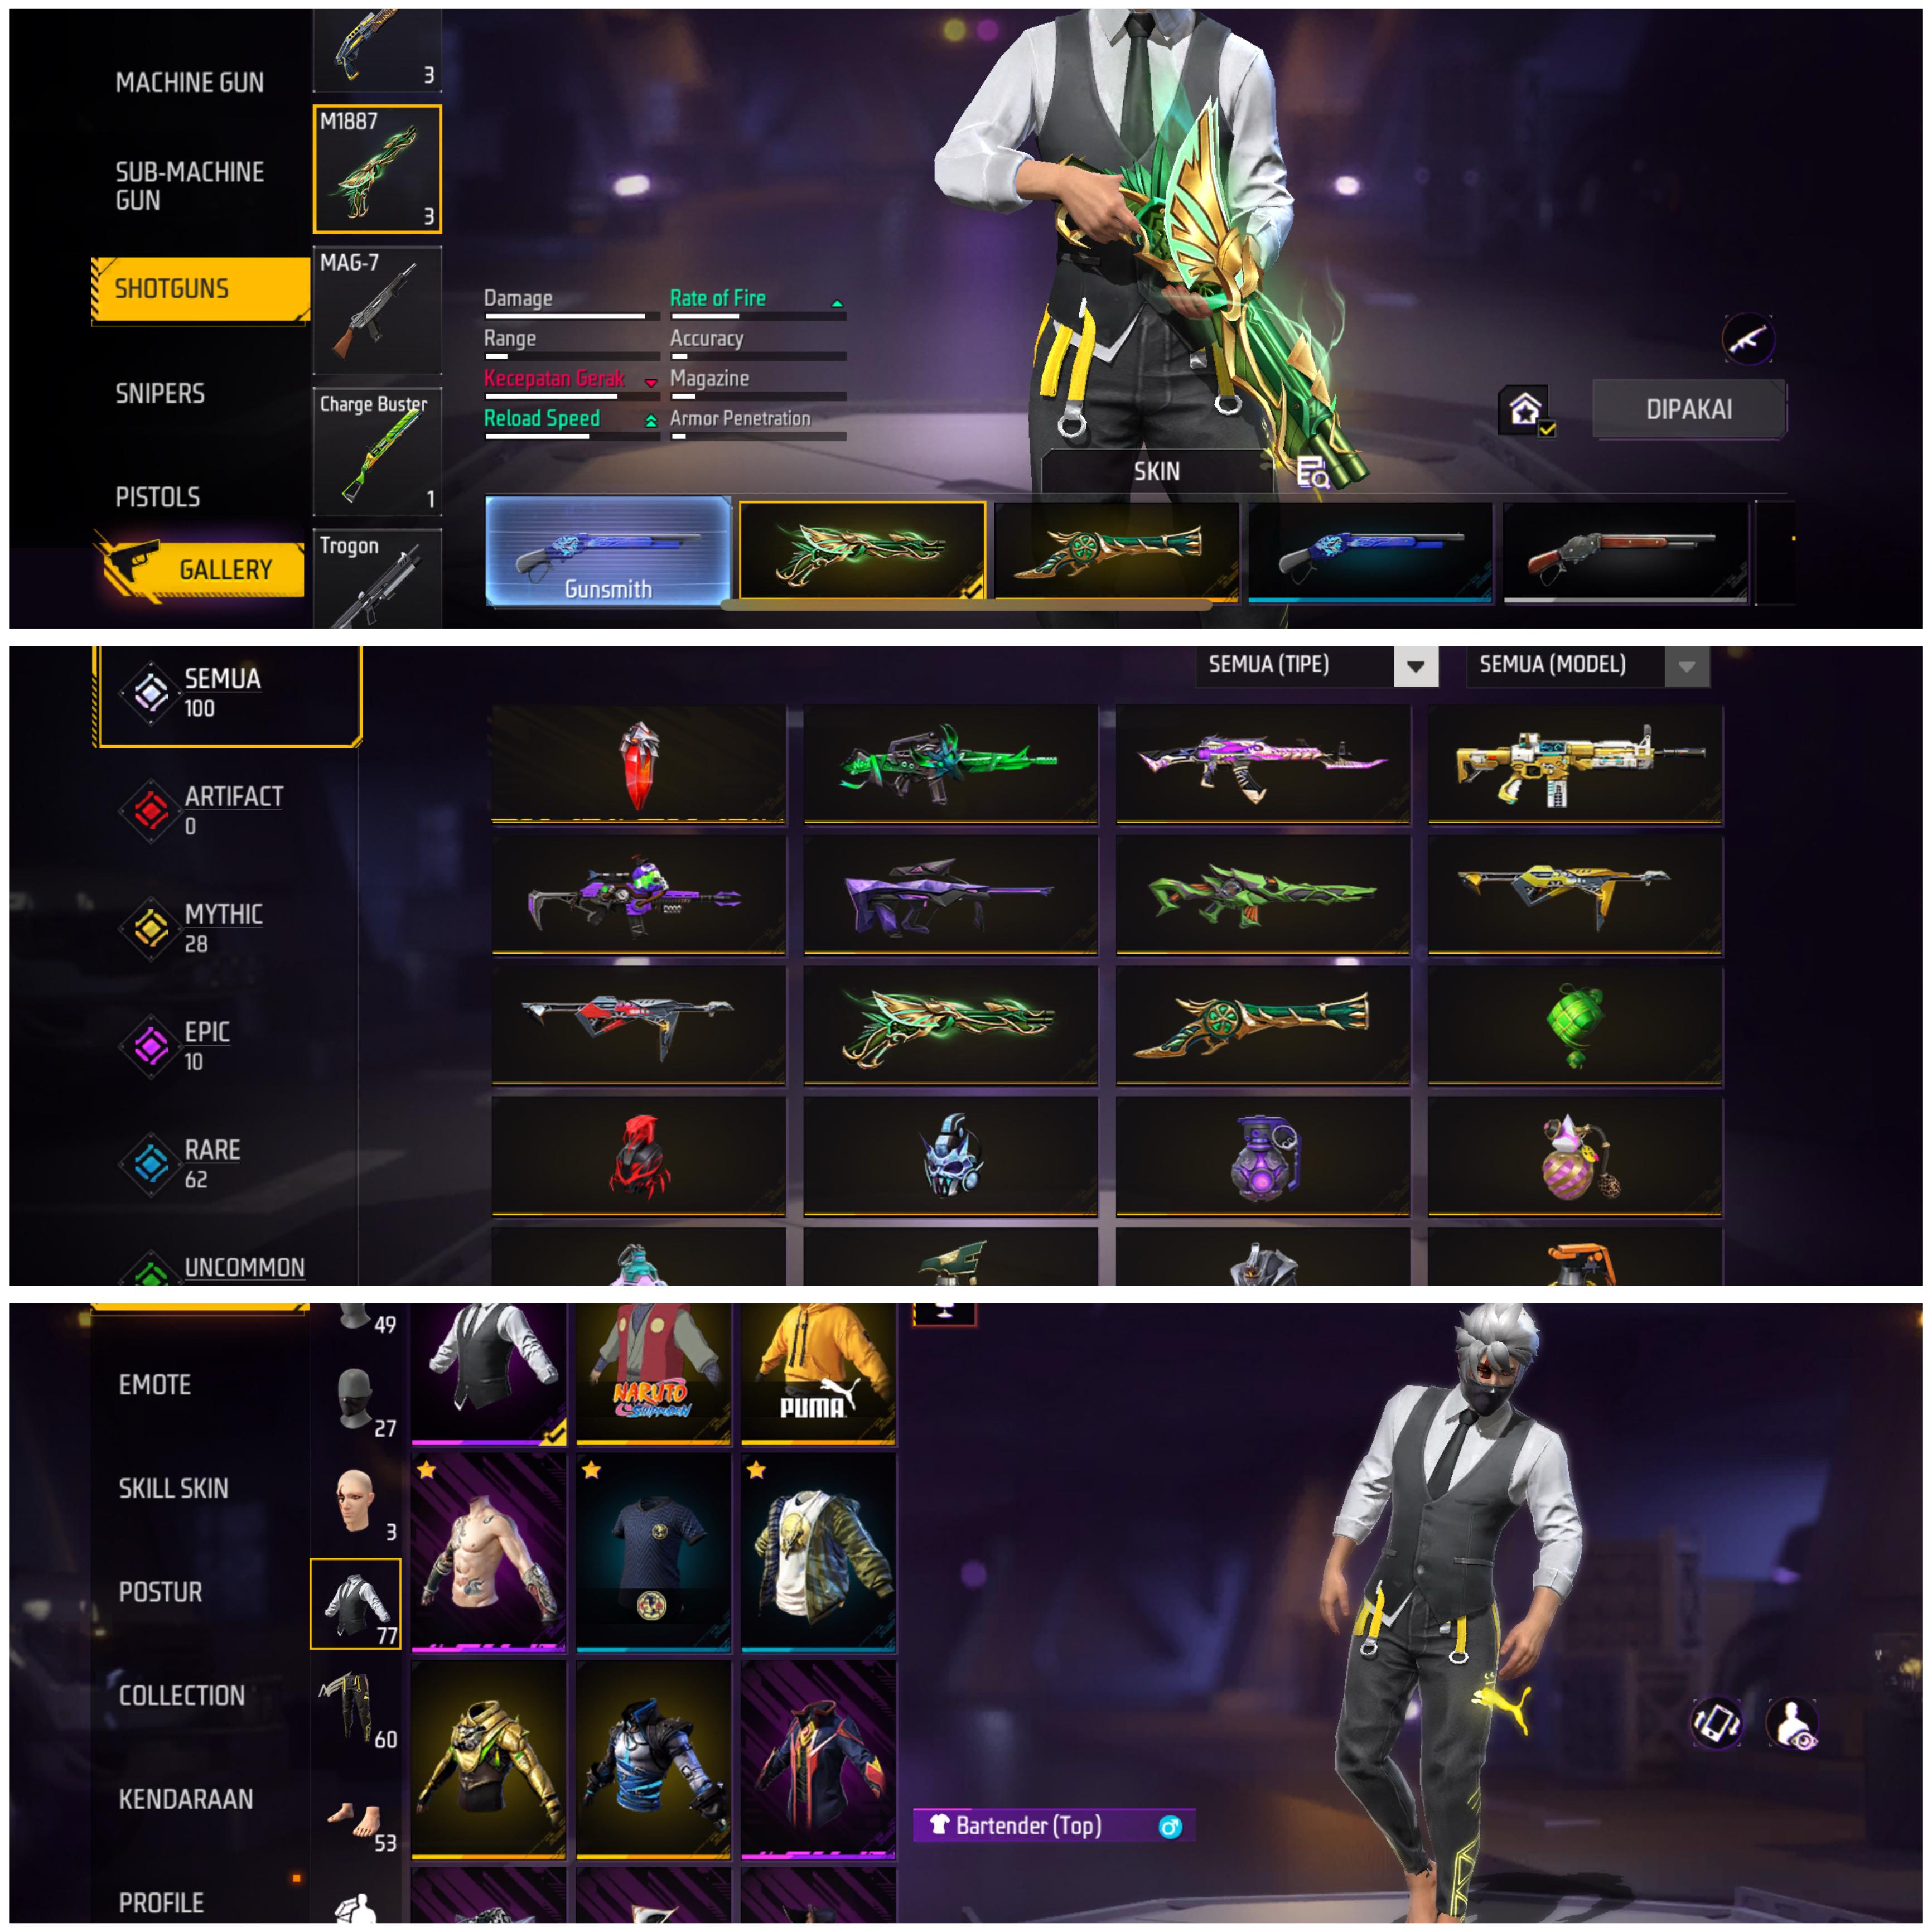 MACHINE GUN
SUB-MACHINE
GUN
SHOTGUNS
SNIPERS
PISTOLS
GALLERY
3
M1887
3
MAG-7
Charge Buster
1
Trogon
Damage
Rate of Fire
Range
Accuracy
Kecepatan Gerak
Magazine
Reload Speed
Armor Penetration
DIPAKAI
SKIN
Gunsmith
SEMUA
100
ARTIFACT
0
MYTHIC
28
EPIC
10
RARE
62
UNCOMMON
SEMUA (TIPE)
SEMUA (MODEL)
EMOTE
SKILL SKIN
POSTUR
COLLECTION
KENDARAAN
PROFILE
49
27
3
77
60
53
NARUTO
SHIPPUDEN
PUMA
Bartender (Top)